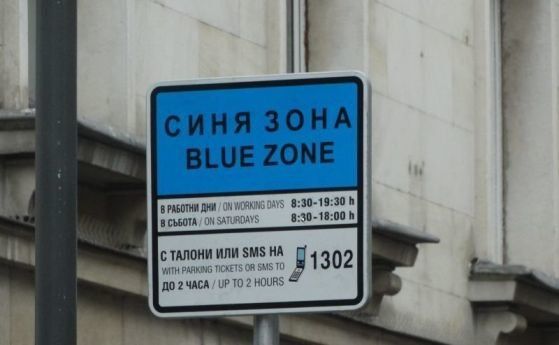 СИНЯ ЗОНА
BLUE ZONE
В РАБОТНИ ДНИ / ON WORKING DAYS 8:30-19:30 h
В СЪБОТА / ON SATURDAYS 8:30-18:00 h
С ТАЛОНИ ИЛИ SMS НА 1302
WITH PARKING TICKETS OR SMS TO
ДО 2 ЧАСА / UP TO 2 HOURS